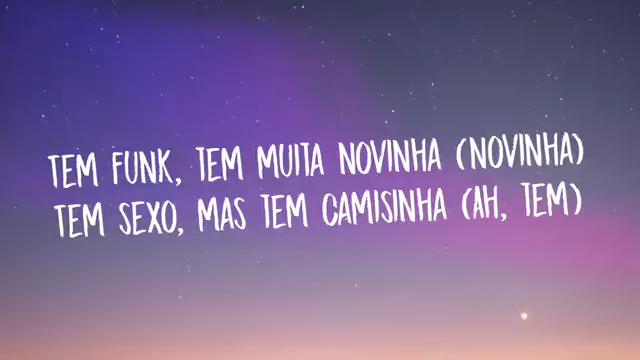 TEM FUNK, TEM MUITA NOVINHA (NOVINHA)
TEM SEXO, MAS TEM CAMISINHA (AH, TEM)